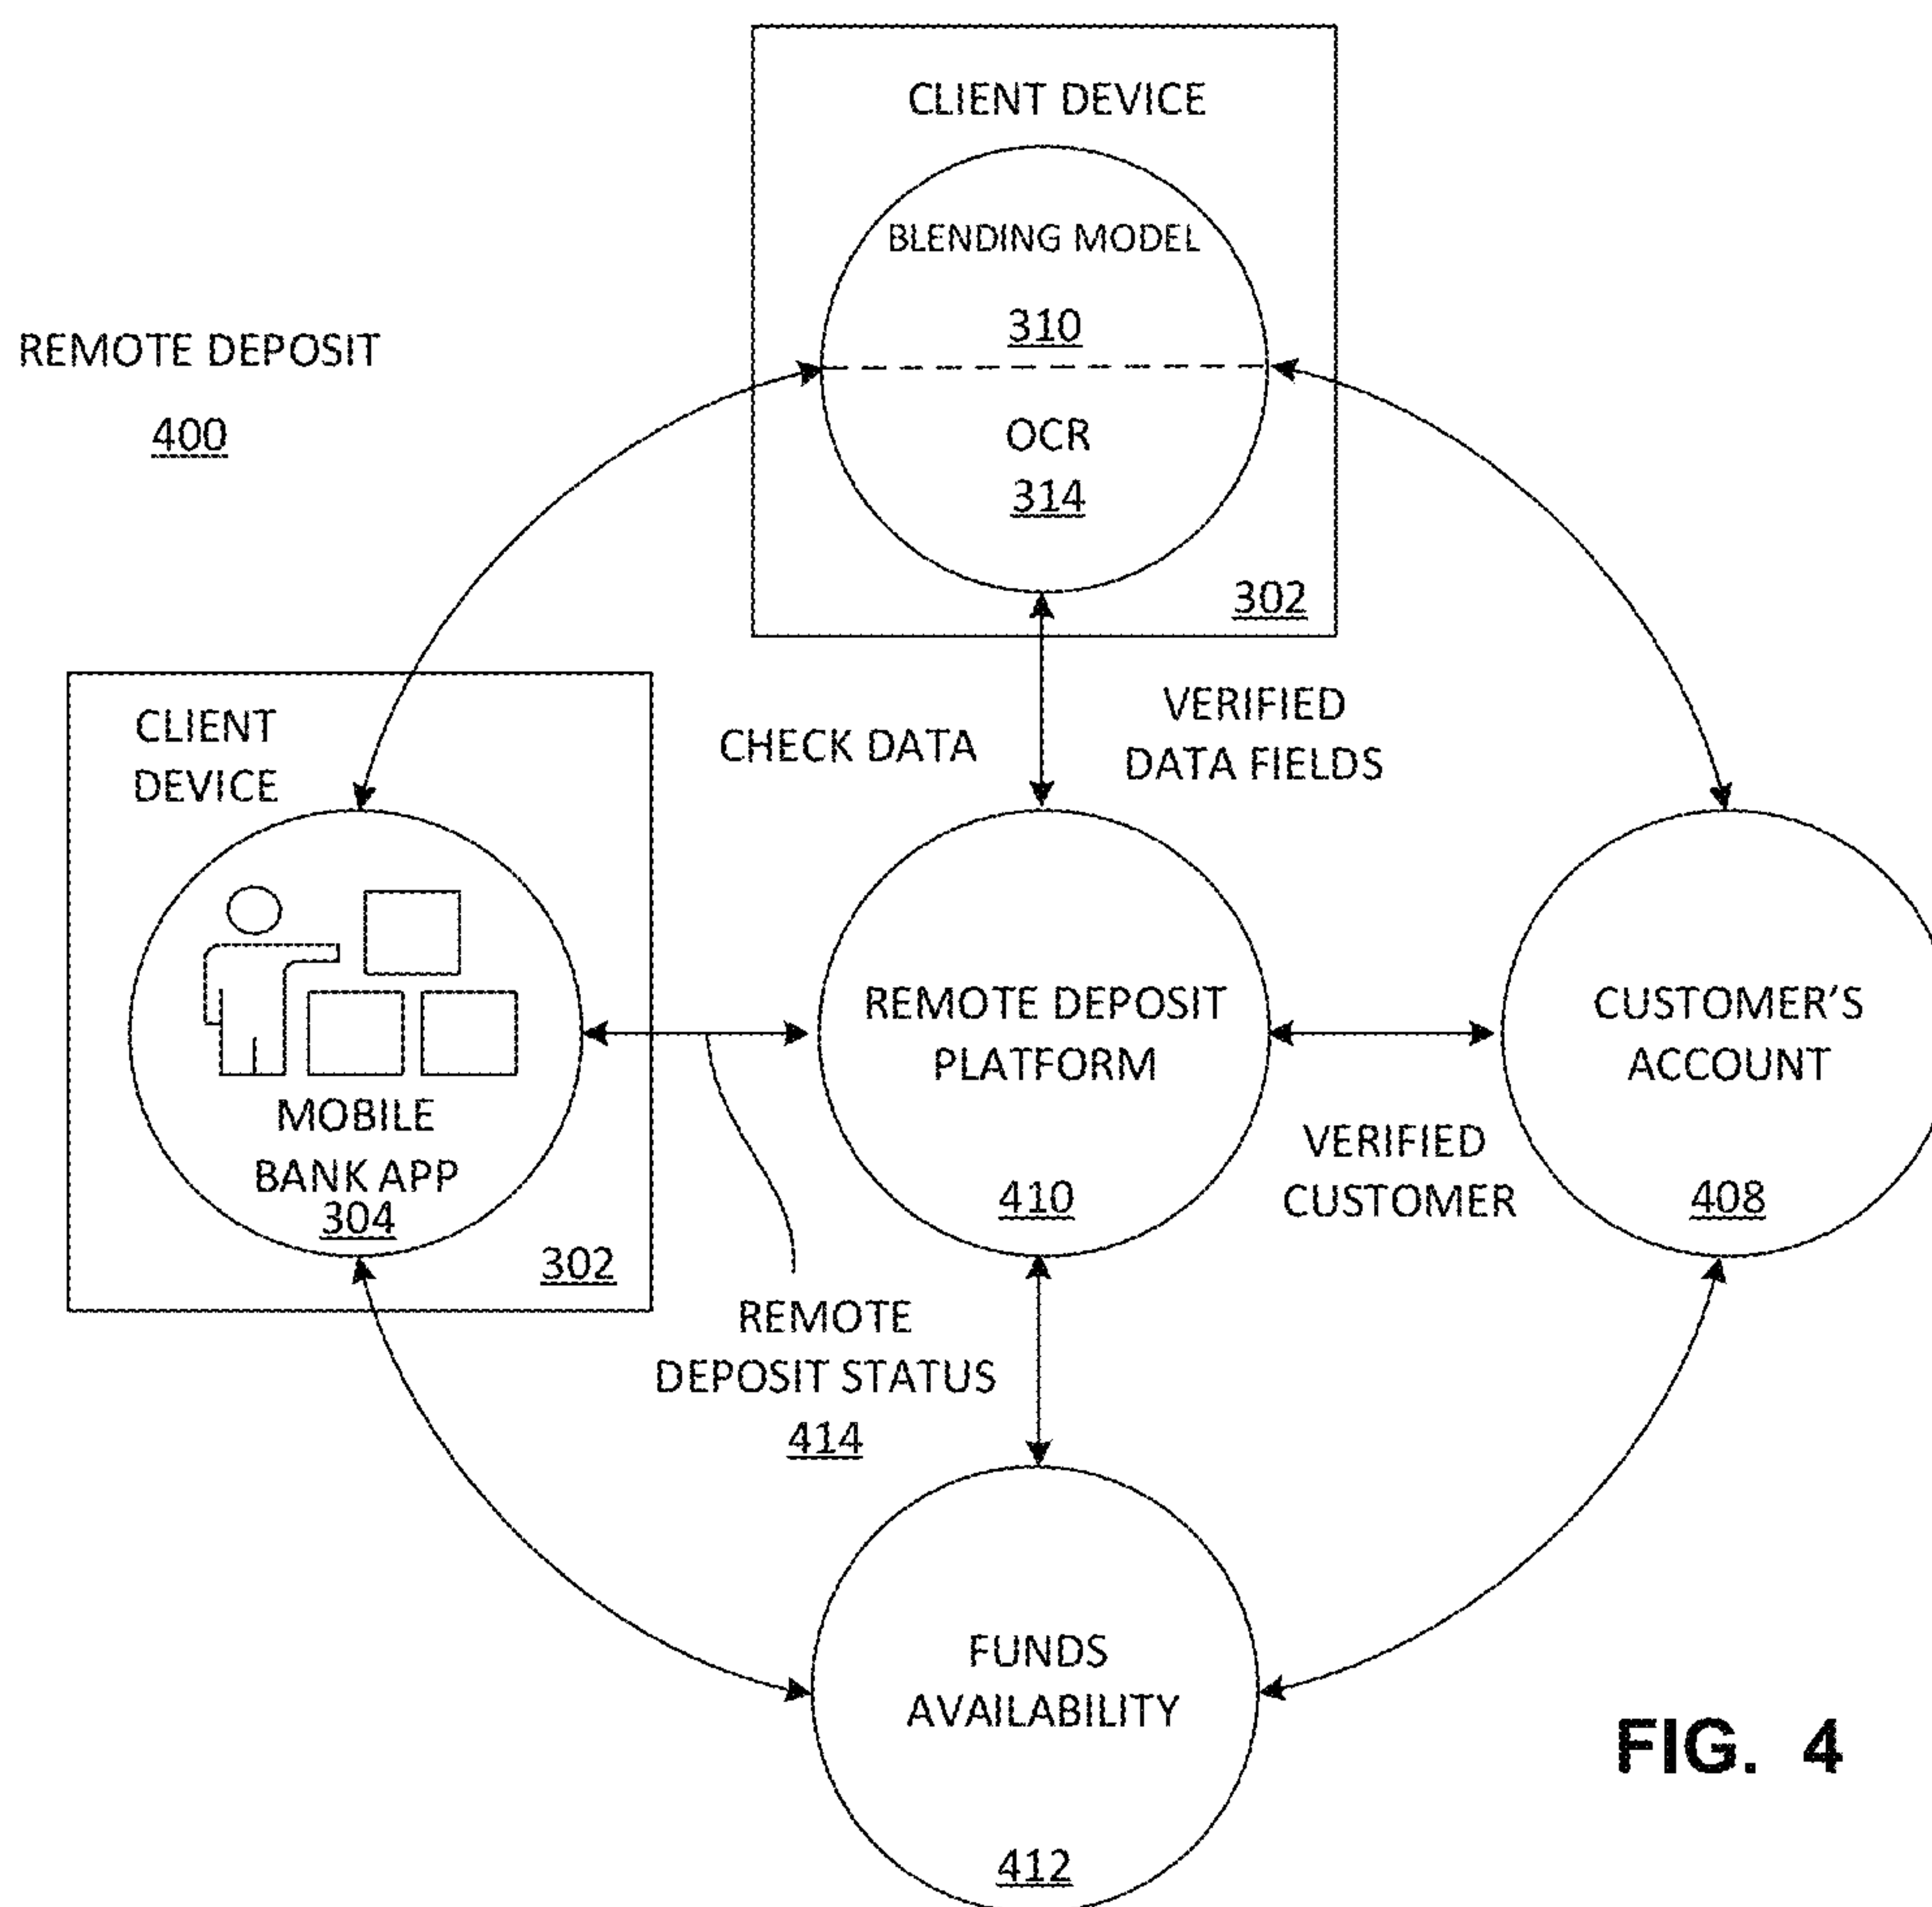 CLIENT DEVICE
BLENDING MODEL
310
OCR
314
302
REMOTE DEPOSIT
400
CLIENT
DEVICE
MOBILE
BANK APP
304
302
CHECK DATA
VERIFIED
DATA FIELDS
REMOTE DEPOSIT
PLATFORM
410
VERIFIED
CUSTOMER
CUSTOMER'S
ACCOUNT
408
REMOTE
DEPOSIT STATUS
414
FUNDS
AVAILABILITY
412
FIG. 4